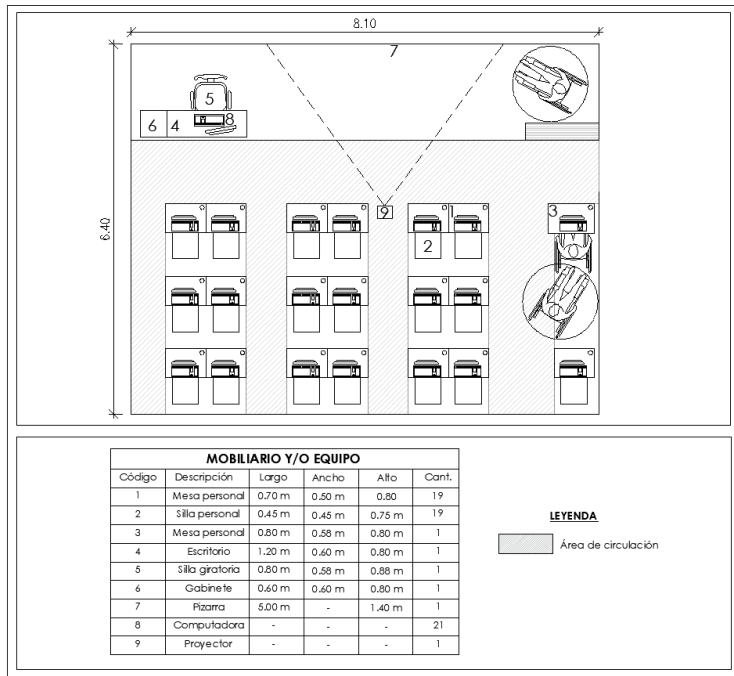 8.10
7
5
6 4 8
6.40
9
1
3
2
MOBILIARIO Y/O EQUIPO
Código Descripción Largo Ancho Alto Cant.
1 Mesa personal 0.70 m 0.50 m 0.80 19
2 Silla personal 0.45 m 0.45 m 0.75 m 19
3 Mesa personal 0.80 m 0.58 m 0.80 m 1
4 Escritorio 1.20 m 0.60 m 0.80 m 1
5 Silla giratoria 0.80 m 0.58 m 0.88 m 1
6 Gabinete 0.60 m 0.60 m 0.80 m 1
7 Pizarra 5.00 m - 1.40 m 1
8 Computadora - - - 21
9 Proyector - - - 1
LEYENDA
Área de circulación